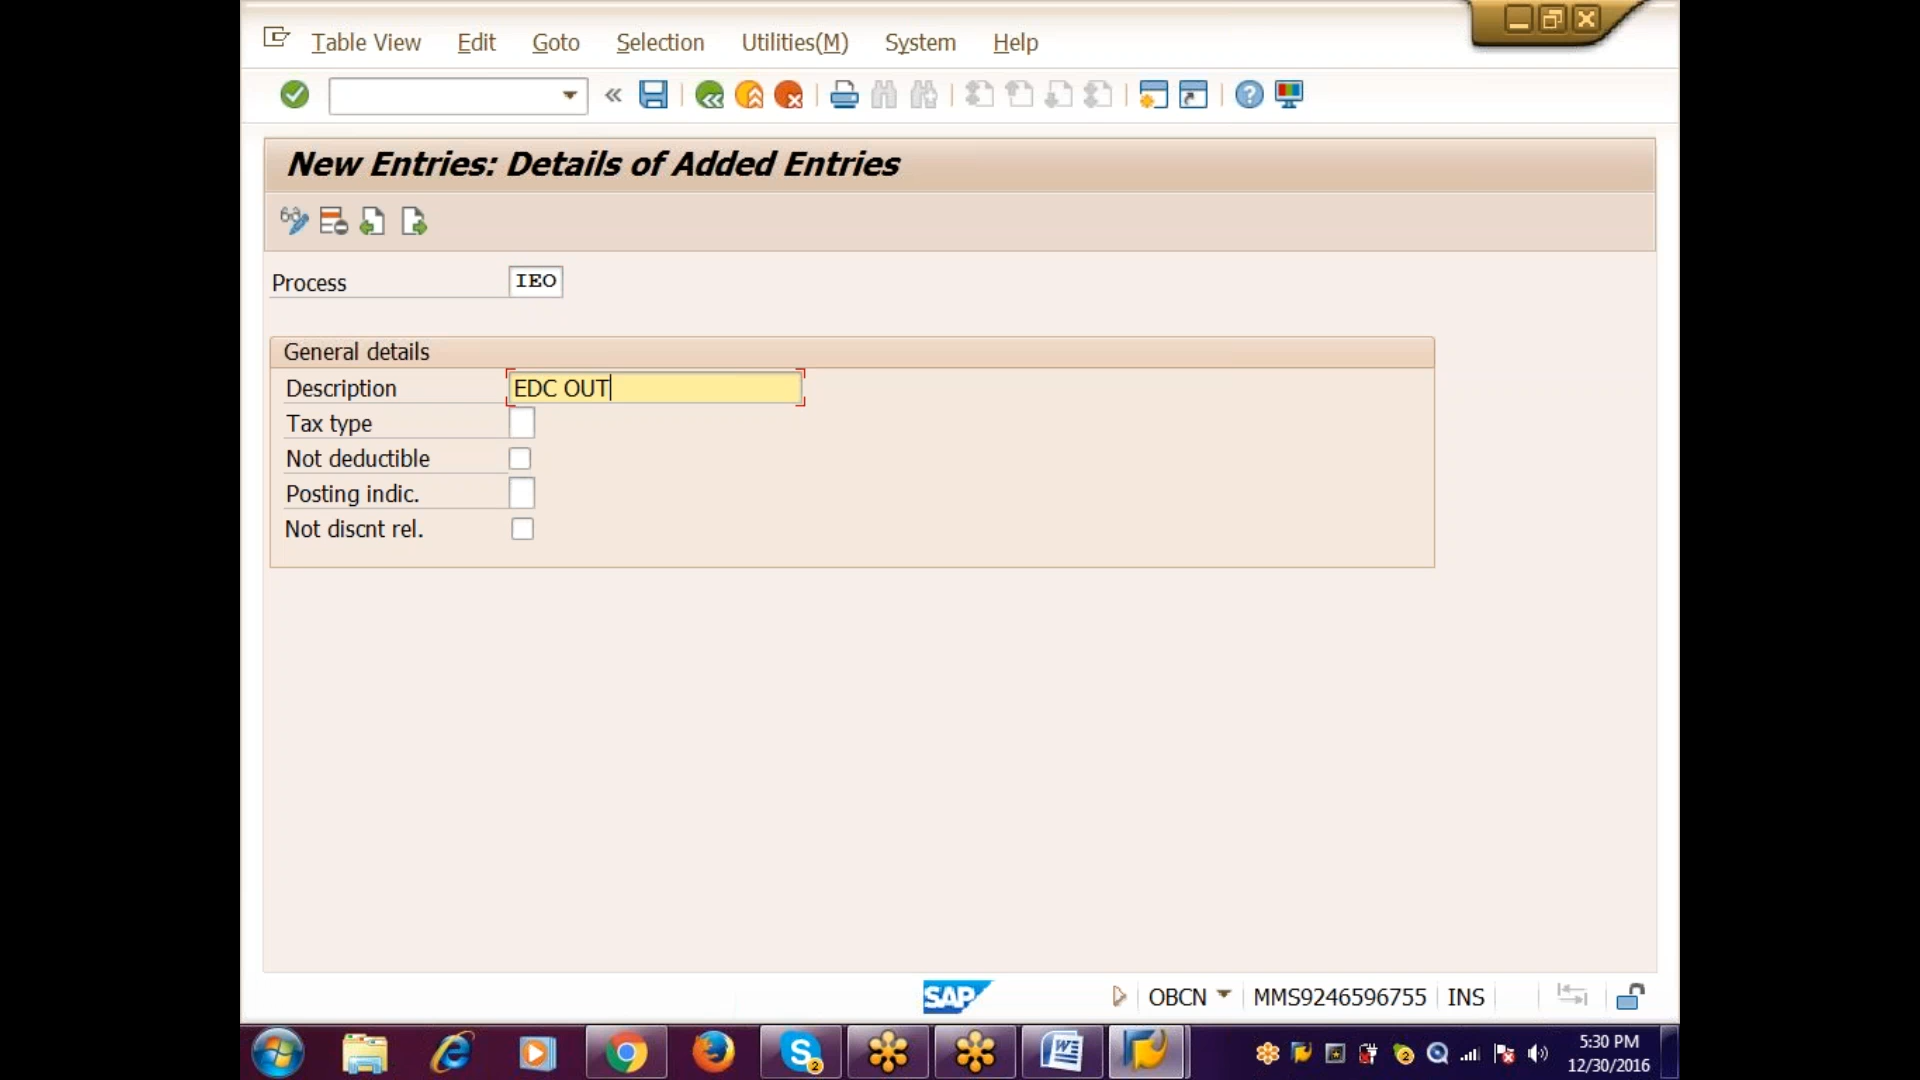 Table View Edit Goto Selection Utilities(M) System Help
New Entries: Details of Added Entries
Process IEO
General details
Description EDC OUT
Tax type
Not deductible
Posting indic.
Not discnt rel.
SAP OBCN MMS9246596755 INS
5:30 PM
12/30/2016